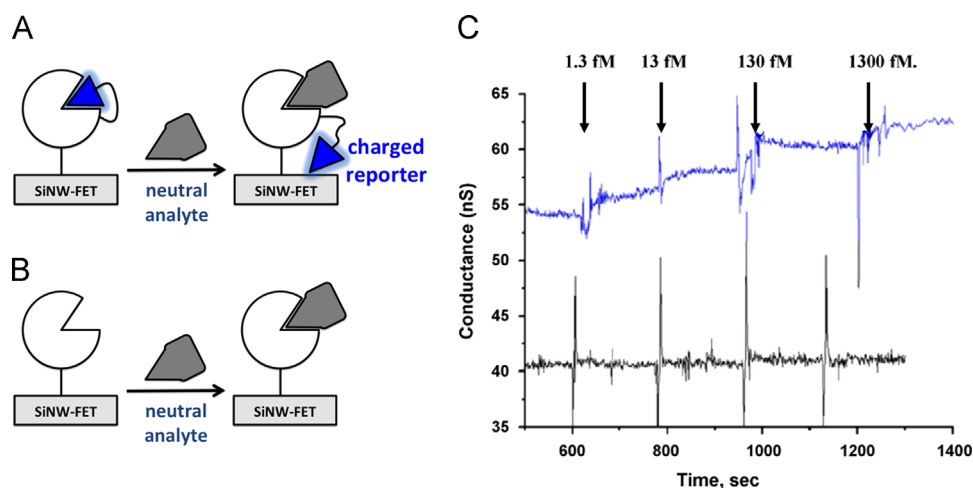 A
SiNW-FET
neutral
analyte
SiNW-FET
charged
reporter
B
SiNW-FET
neutral
analyte
SiNW-FET
C
1.3 fM 13 fM 130 fM 1300 fM.
65
60
55
50
45
40
35
Conductance (nS)
600 800 1000 1200 1400
Time, sec